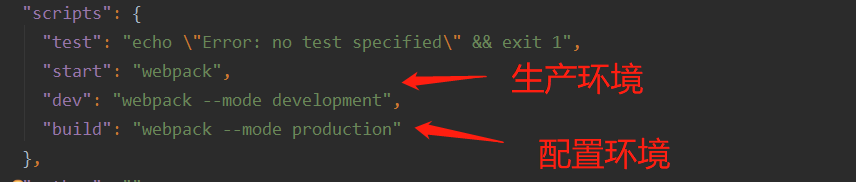 "scripts": {
"test": "echo \"Error: no test specified\" && exit 1",
"start": "webpack",
"dev": "webpack --mode development",
生产环境
"build": "webpack --mode production"
配置环境
},